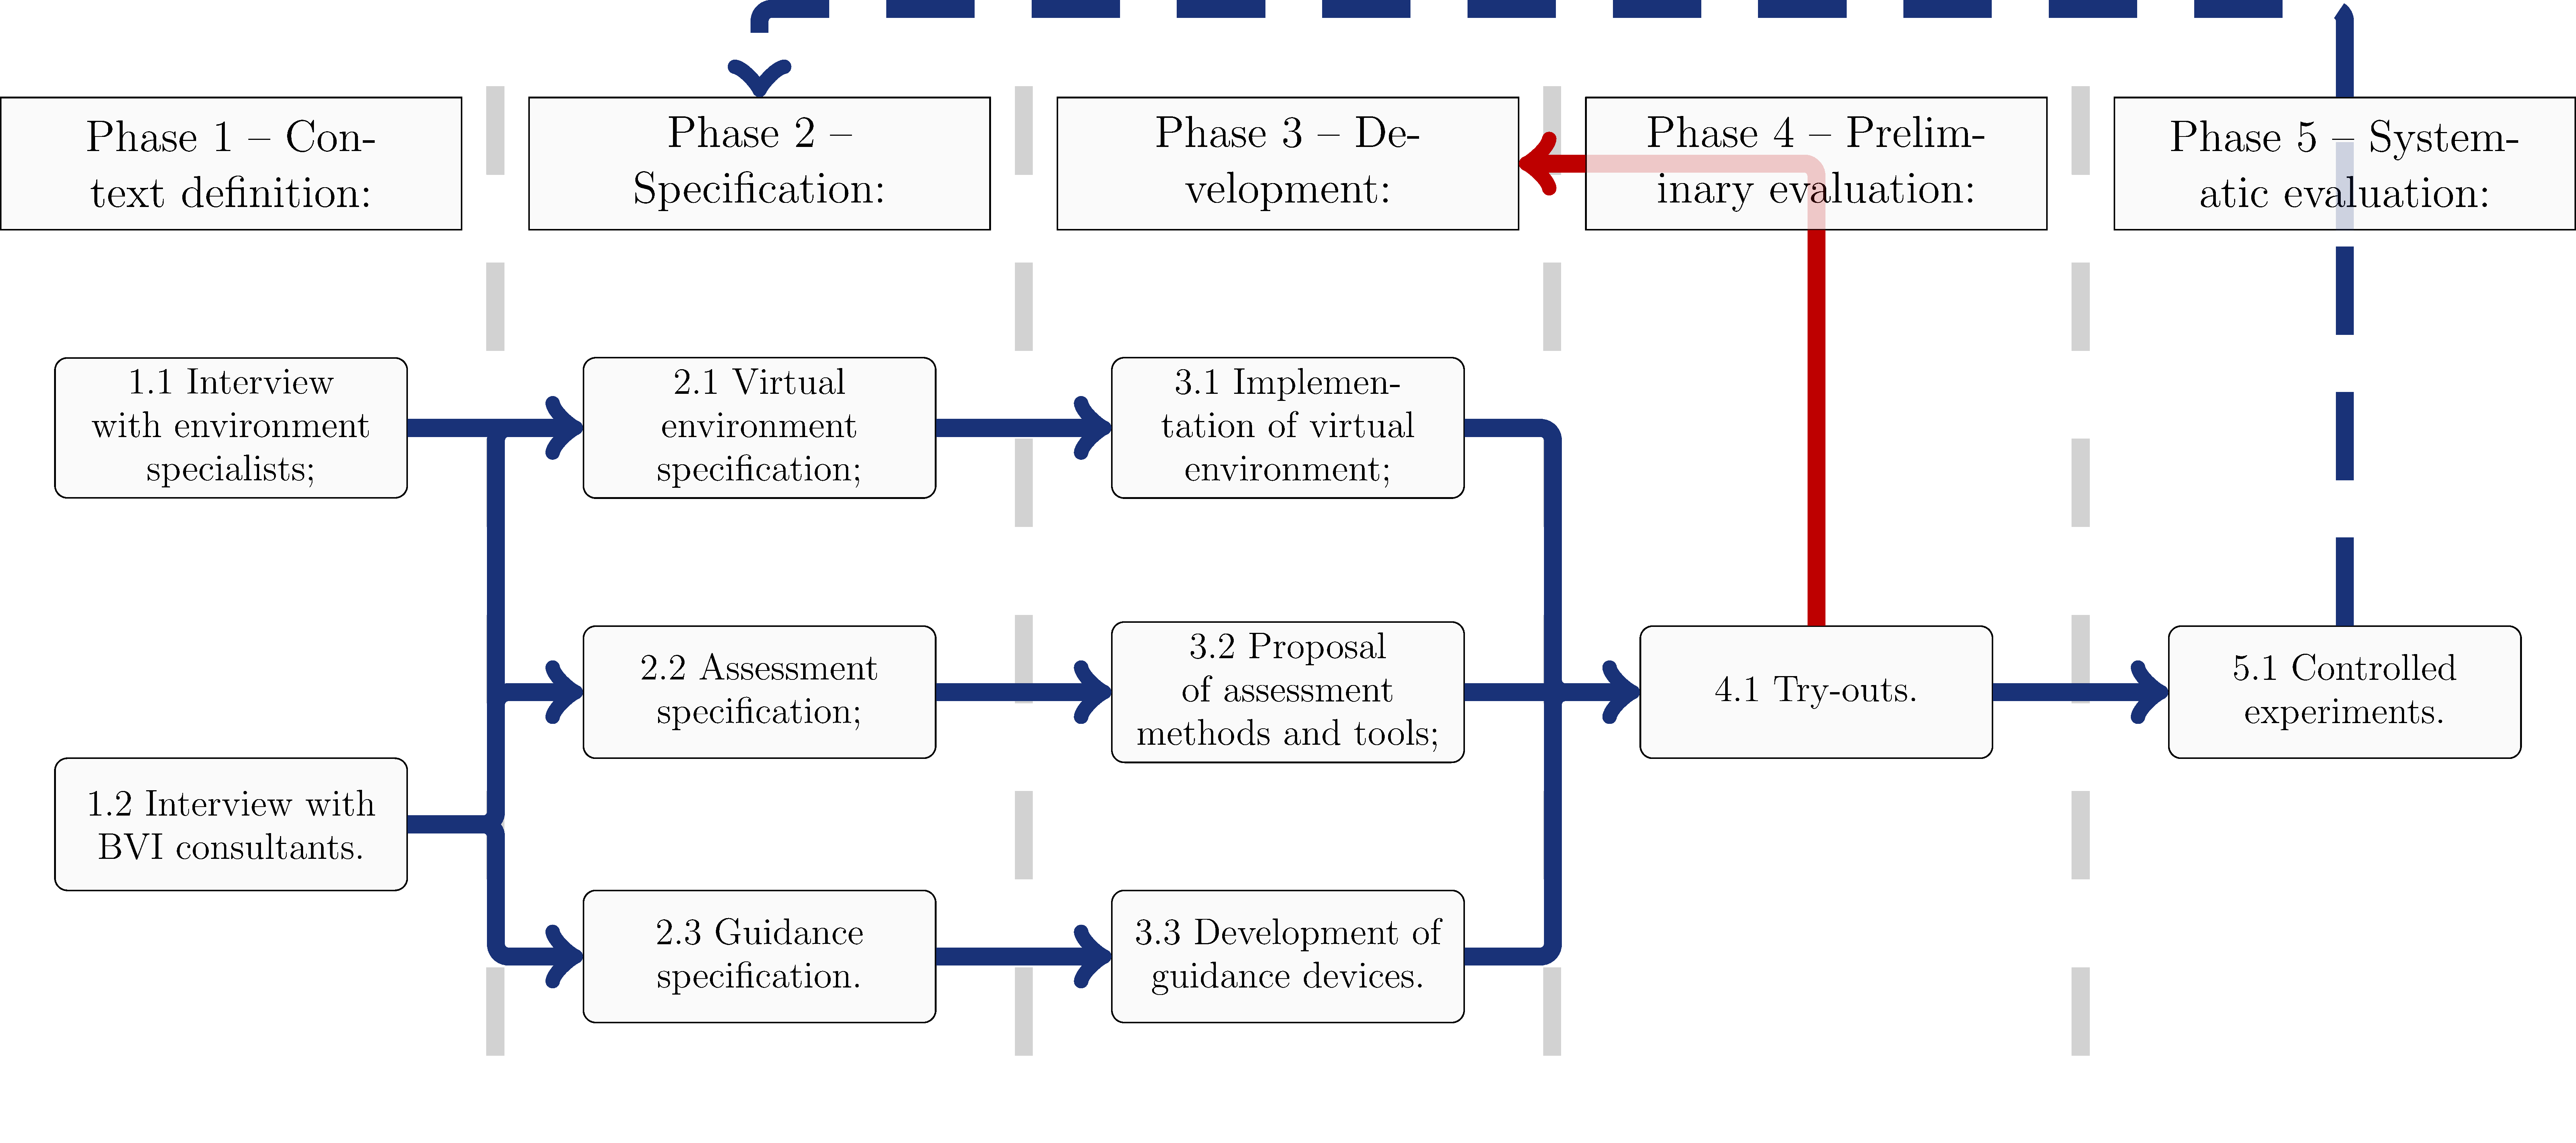 Phase 1 – Con-
text definition:
Phase 2 –
Specification:
Phase 3 – De-
velopment:
Phase 4 – Prelim-
inary evaluation:
Phase 5 – System-
atic evaluation:
1.1 Interview
with environment
specialists;
1.2 Interview with
BVI consultants.
2.1 Virtual
environment
specification;
2.2 Assessment
specification;
2.3 Guidance
specification.
3.1 Implemen-
tation of virtual
environment;
3.2 Proposal
of assessment
methods and tools;
3.3 Development of
guidance devices.
4.1 Try-outs.
5.1 Controlled
experiments.